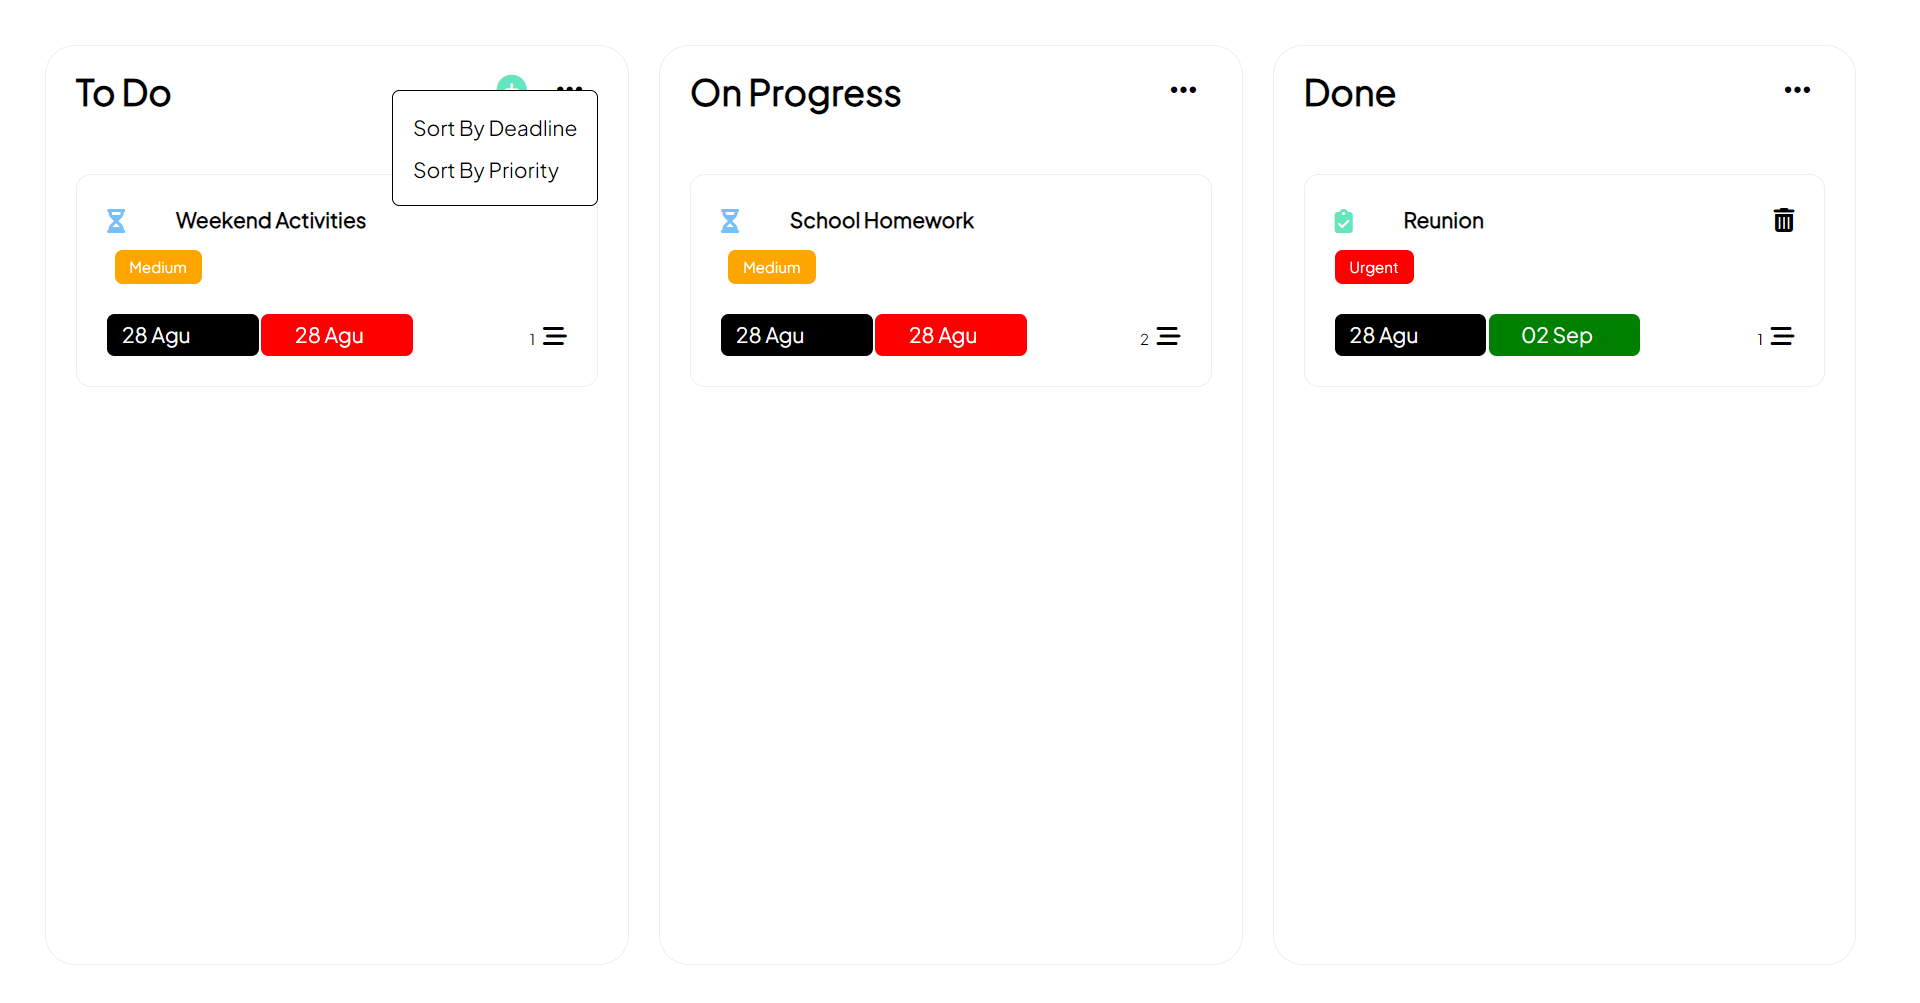 To Do
Sort By Deadline
Sort By Priority
Weekend Activities
Medium
28 Agu 28 Agu 1
On Progress
School Homework
Medium
28 Agu 28 Agu 2
Done
Reunion
Urgent
28 Agu 02 Sep 1